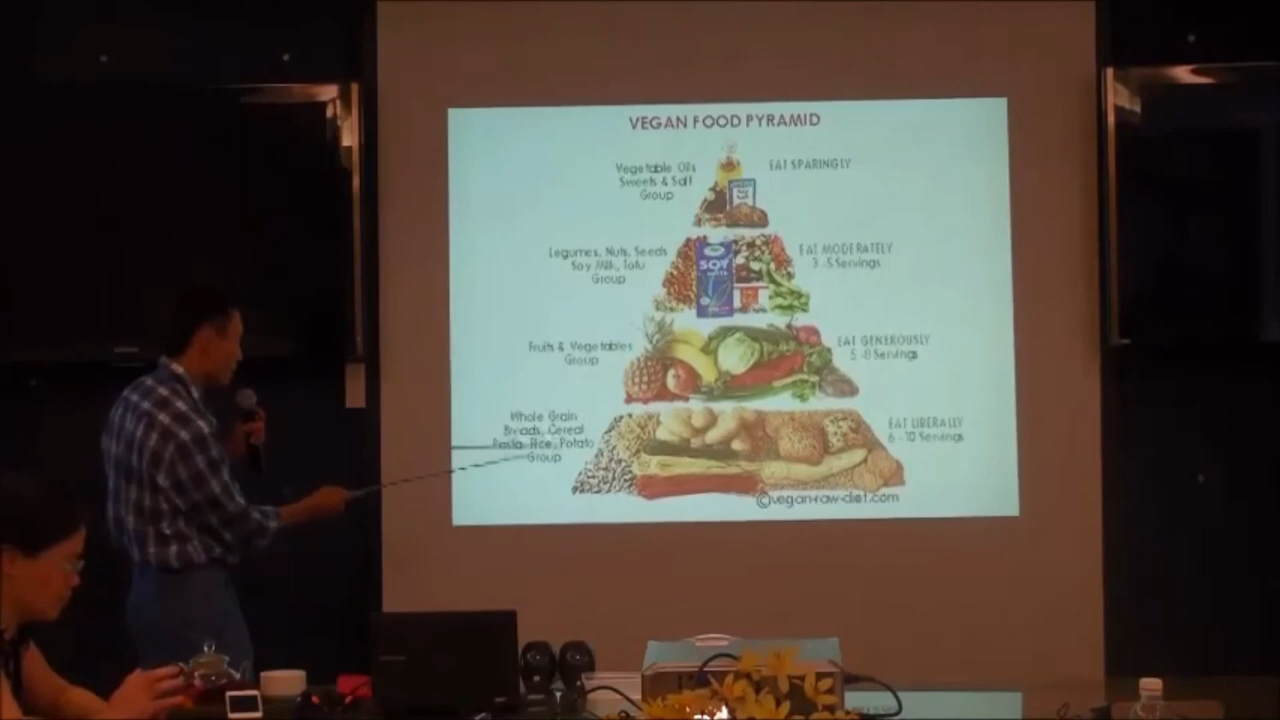 VEGAN FOOD PYRAMID
Vegetable Oils
Sweets & Salt
Group
EAT SPARINGLY
Legumes, Nuts, Seeds
Soy Milk, Tofu
Group
EAT MODERATELY
3-5 Servings
SOY
Fruits & Vegetables
Group
EAT GENEROUSLY
5-8 Servings
Whole Grain
Breads, Cereal
Pasta, Rice, Potato
Group
EAT LIBERALLY
6-10 Servings
©vegan-raw-diet.com